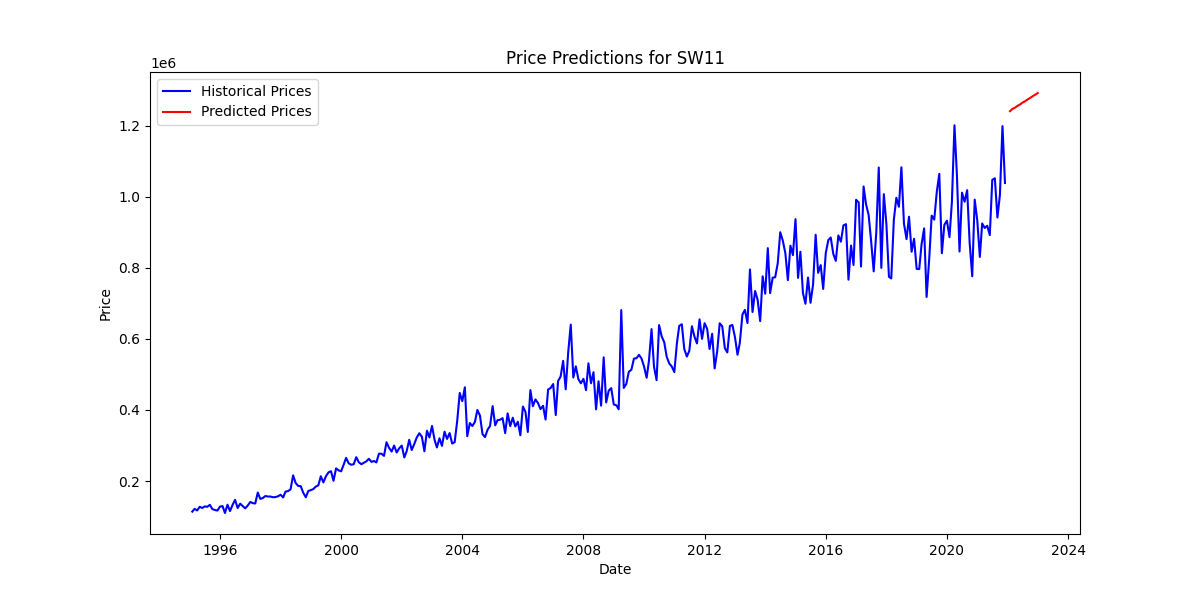 Price Predictions for SW11
1e6
Historical Prices
Predicted Prices
1.2
1.0
0.8
0.6
0.4
0.2
Price
1996 2000 2004 2008 2012 2016 2020 2024
Date